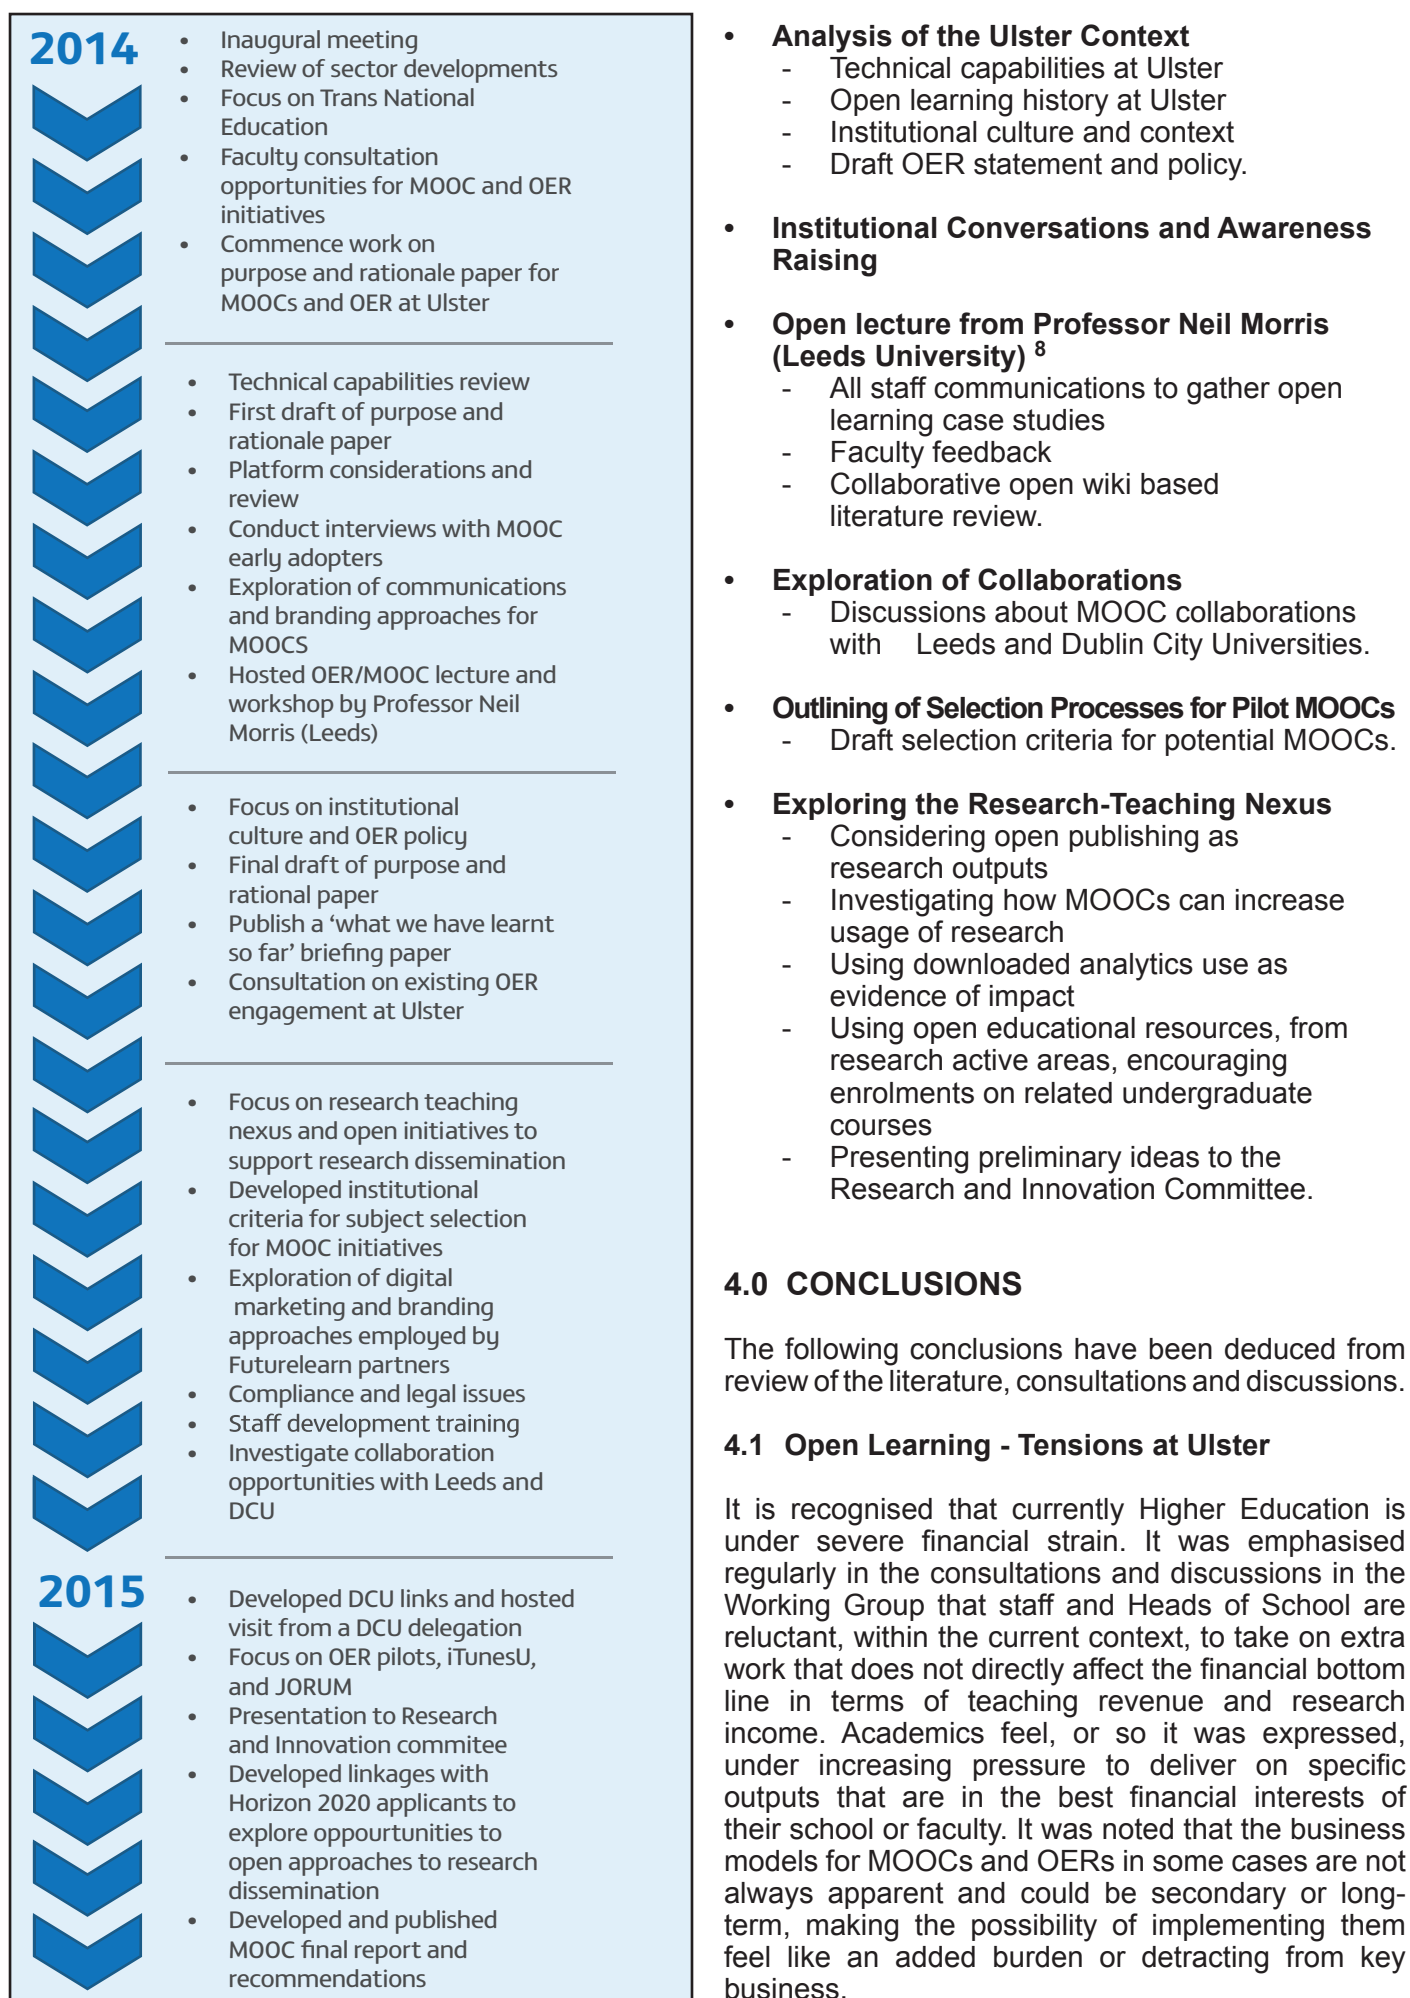 2014
• Inaugural meeting
• Review of sector developments
• Focus on Trans National
Education
• Faculty consultation
opportunities for MOOC and OER
initiatives
• Commence work on
purpose and rationale paper for
MOOCs and OER at Ulster
• Technical capabilities review
• First draft of purpose and
rationale paper
• Platform considerations and
review
• Conduct interviews with MOOC
early adopters
• Exploration of communications
and branding approaches for
MOOCS
• Hosted OER/MOOC lecture and
workshop by Professor Neil
Morris (Leeds)
• Focus on institutional
culture and OER policy
• Final draft of purpose and
rational paper
• Publish a ‘what we have learnt
so far’ briefing paper
• Consultation on existing OER
engagement at Ulster
• Focus on research teaching
nexus and open initiatives to
support research dissemination
• Developed institutional
criteria for subject selection
for MOOC initiatives
• Exploration of digital
marketing and branding
approaches employed by
Futurelearn partners
• Compliance and legal issues
• Staff development training
• Investigate collaboration
opportunities with Leeds and
DCU
2015
• Developed DCU links and hosted
visit from a DCU delegation
• Focus on OER pilots, iTunesU,
and JORUM
• Presentation to Research
and Innovation commitee
• Developed linkages with
Horizon 2020 applicants to
explore oppourtunities to
open approaches to research
dissemination
• Developed and published
MOOC final report and
recommendations
• Analysis of the Ulster Context
- Technical capabilities at Ulster
- Open learning history at Ulster
- Institutional culture and context
- Draft OER statement and policy.
• Institutional Conversations and Awareness
Raising
• Open lecture from Professor Neil Morris
(Leeds University) 8
- All staff communications to gather open
learning case studies
- Faculty feedback
- Collaborative open wiki based
literature review.
• Exploration of Collaborations
- Discussions about MOOC collaborations
with Leeds and Dublin City Universities.
• Outlining of Selection Processes for Pilot MOOCs
- Draft selection criteria for potential MOOCs.
• Exploring the Research-Teaching Nexus
- Considering open publishing as
research outputs
- Investigating how MOOCs can increase
usage of research
- Using downloaded analytics use as
evidence of impact
- Using open educational resources, from
research active areas, encouraging
enrolments on related undergraduate
courses
- Presenting preliminary ideas to the
Research and Innovation Committee.
4.0 CONCLUSIONS
The following conclusions have been deduced from
review of the literature, consultations and discussions.
4.1 Open Learning - Tensions at Ulster
It is recognised that currently Higher Education is
under severe financial strain. It was emphasised
regularly in the consultations and discussions in the
Working Group that staff and Heads of School are
reluctant, within the current context, to take on extra
work that does not directly affect the financial bottom
line in terms of teaching revenue and research
income. Academics feel, or so it was expressed,
under increasing pressure to deliver on specific
outputs that are in the best financial interests of
their school or faculty. It was noted that the business
models for MOOCs and OERs in some cases are not
always apparent and could be secondary or long-
term, making the possibility of implementing them
feel like an added burden or detracting from key
business.